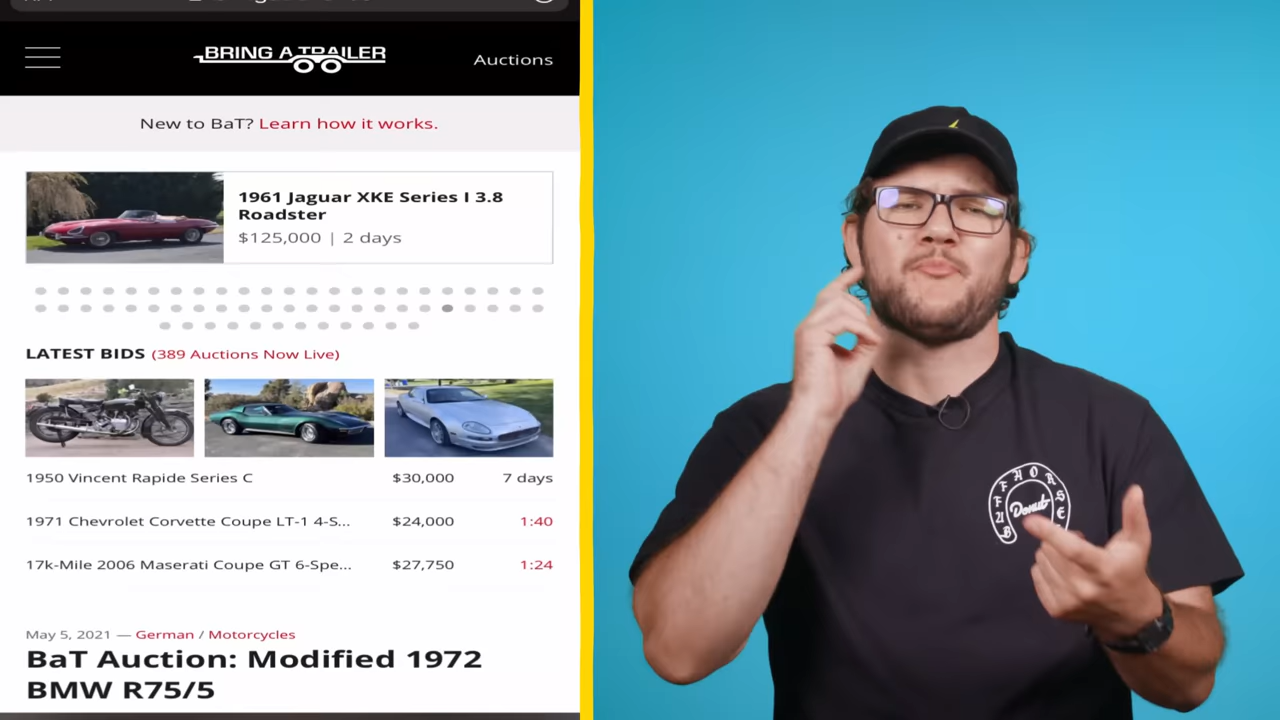 BRING A TRAILER
Auctions
New to BaT? Learn how it works.
1961 Jaguar XKE Series I 3.8
Roadster
$125,000 | 2 days
LATEST BIDS (389 Auctions Now Live)
1950 Vincent Rapide Series C $30,000 7 days
1971 Chevrolet Corvette Coupe LT-1 4-S... $24,000 1:40
17k-Mile 2006 Maserati Coupe GT 6-Spe... $27,750 1:24
May 5, 2021 — German / Motorcycles
BaT Auction: Modified 1972
BMW R75/5
Donut